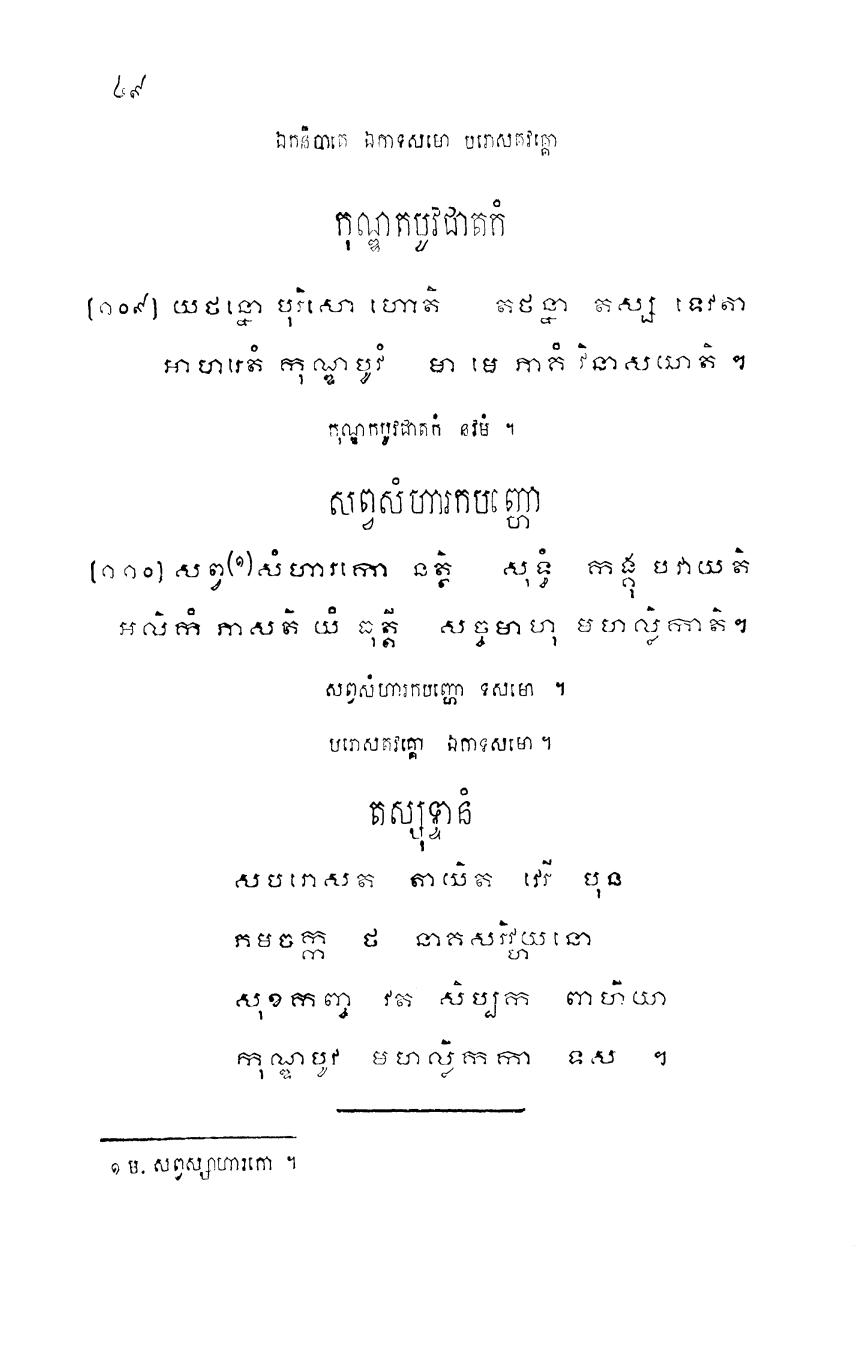 ៤៩
ឯកនិបាតេ ឯកាទសមោ បរោសតវគ្គោ
កុណ្ឌកបូវជាតកំ
[១០៩] យថន្នោ បុរិសោ ហោតិ តថន្នា តស្ស ទេវតា
អាហរេតំ កុណ្ឌបូវំ មា មេ ភាគំ វិនាសយាតិ ។
កុណ្ឌកបូវជាតកំ នវមំ ។
សព្វសំហារកបញ្ហោ
[១១០] សព្វ(១)សំហារកោ នត្ថិ សុទ្ធំ កង្គុ បវាយតិ
អលិកំ ភាសតិ យំ ធុត្តី សច្ចមាហុ មហល្លិកាតិ។
សព្វសំហារកបញ្ហោ ទសមោ ។
បរោសតវគ្គោ ឯកាទសមោ ។
តស្សុទ្ទានំ
សបរោសត តាយិត វេរី បុន
ភមចក្ក ថ នាគសរិវ្ហយនោ
សុខកញ្ច វត សិប្បក ពាហិយា
កុណ្ឌបូវ មហល្លិកកា ទស ។
១ ម. សព្វស្សាហារកោ ។